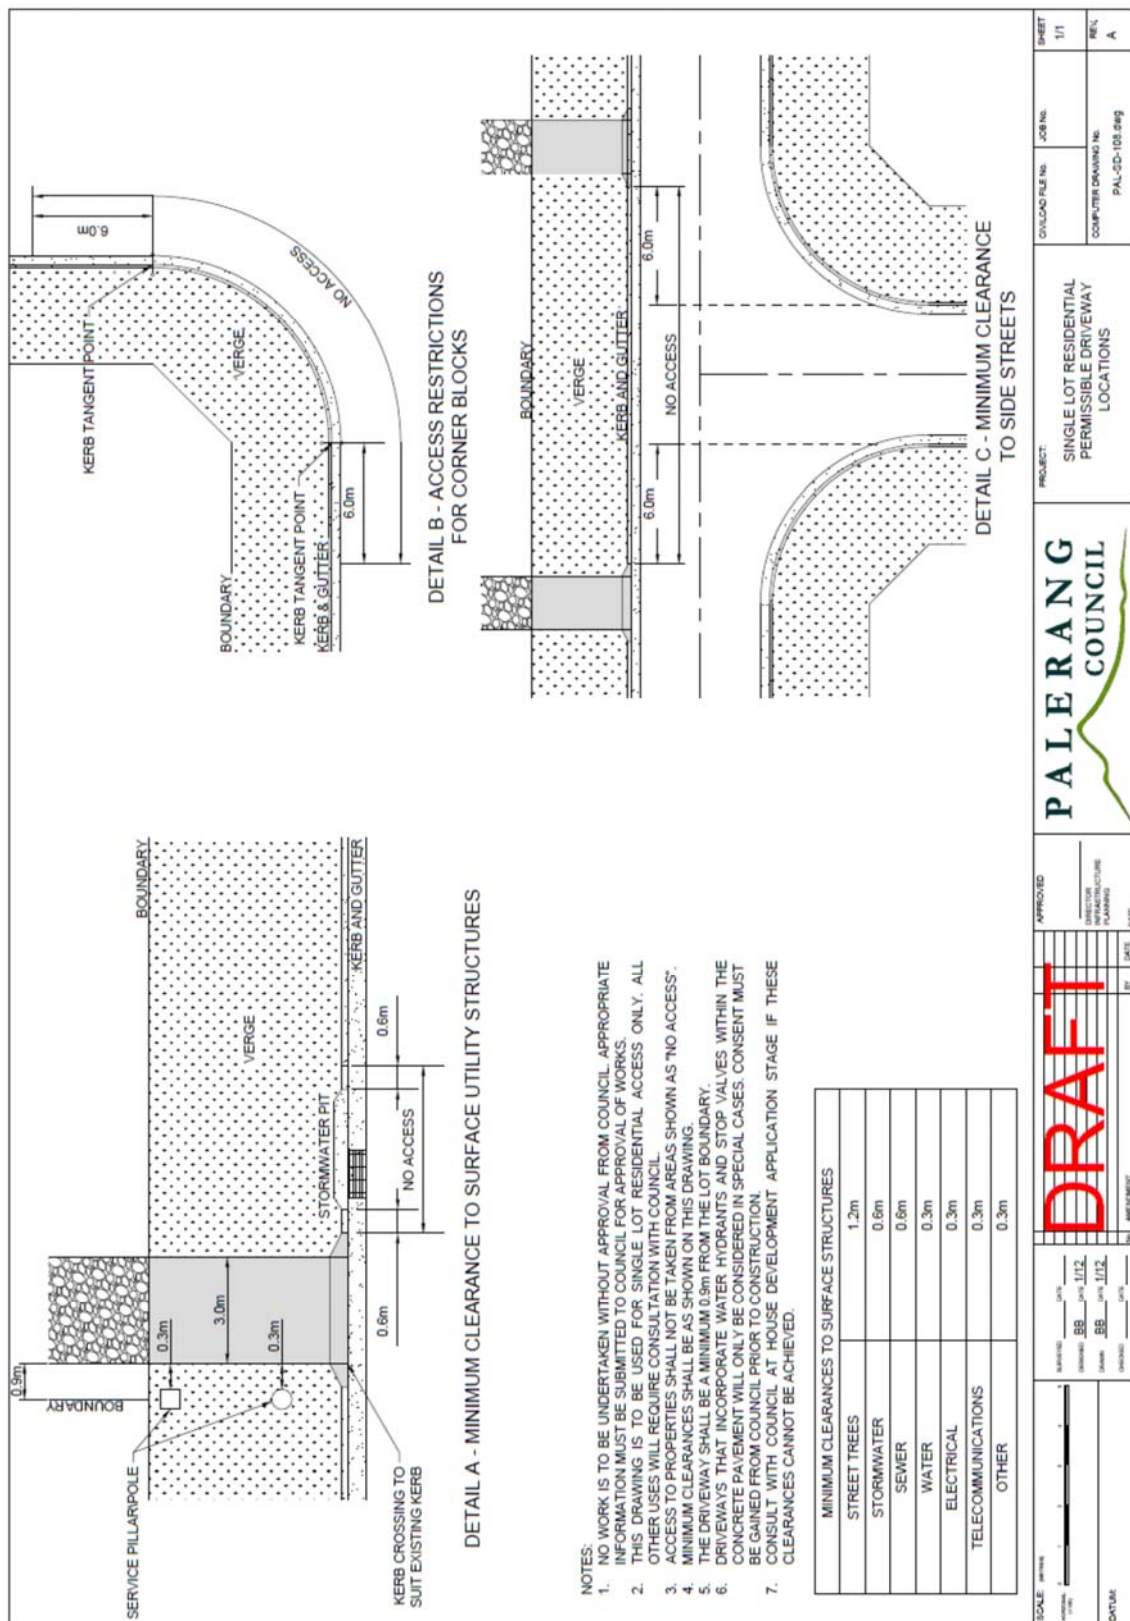 SERVICE PILLAR/POLE
BOUNDARY
0.9m
0.3m
3.0m
0.3m
BOUNDARY
VERGE
STORMWATER PIT
KERB AND GUTTER
0.6m
NO ACCESS
0.6m
KERB CROSSING TO
SUIT EXISTING KERB
DETAIL A - MINIMUM CLEARANCE TO SURFACE UTILITY STRUCTURES
6.0m
KERB TANGENT POINT
VERGE
NO ACCESS
BOUNDARY
KERB TANGENT POINT
KERB & GUTTER
6.0m
DETAIL B - ACCESS RESTRICTIONS
FOR CORNER BLOCKS
BOUNDARY
VERGE
KERB AND GUTTER
6.0m
6.0m
NO ACCESS
DETAIL C - MINIMUM CLEARANCE
TO SIDE STREETS
NOTES:
1. NO WORK IS TO BE UNDERTAKEN WITHOUT APPROVAL FROM COUNCIL. APPROPRIATE
INFORMATION MUST BE SUBMITTED TO COUNCIL FOR APPROVAL OF WORKS.
2. THIS DRAWING IS TO BE USED FOR SINGLE LOT RESIDENTIAL ACCESS ONLY. ALL
OTHER USES WILL REQUIRE CONSULTATION WITH COUNCIL.
3. ACCESS TO PROPERTIES SHALL NOT BE TAKEN FROM AREAS SHOWN AS "NO ACCESS".
4. MINIMUM CLEARANCES SHALL BE AS SHOWN ON THIS DRAWING.
5. THE DRIVEWAY SHALL BE A MINIMUM 0.9m FROM THE LOT BOUNDARY.
6. DRIVEWAYS THAT INCORPORATE WATER HYDRANTS AND STOP VALVES WITHIN THE
CONCRETE PAVEMENT WILL ONLY BE CONSIDERED IN SPECIAL CASES. CONSENT MUST
BE GAINED FROM COUNCIL PRIOR TO CONSTRUCTION.
7. CONSULT WITH COUNCIL AT HOUSE DEVELOPMENT APPLICATION STAGE IF THESE
CLEARANCES CANNOT BE ACHIEVED.
MINIMUM CLEARANCES TO SURFACE STRUCTURES
STREET TREES 1.2m
STORMWATER 0.6m
SEWER 0.6m
WATER 0.3m
ELECTRICAL 0.3m
TELECOMMUNICATIONS 0.3m
OTHER 0.3m
SCALE:
DATUM:
SURVEYED DATE
DESIGNED BB DATE 1/12
DRAWN BB DATE 1/12
CHECKED DATE
DRAFT
AMENDMENT BY DATE
APPROVED
DIRECTOR
INFRASTRUCTURE
PLANNING
PALERANG
COUNCIL
PROJECT:
SINGLE LOT RESIDENTIAL
PERMISSIBLE DRIVEWAY
LOCATIONS
CIVILCAD FILE No.
JOB No.
SHEET
1/1
COMPUTER DRAWING No.
PAL-SD-108.dwg
REV.
A